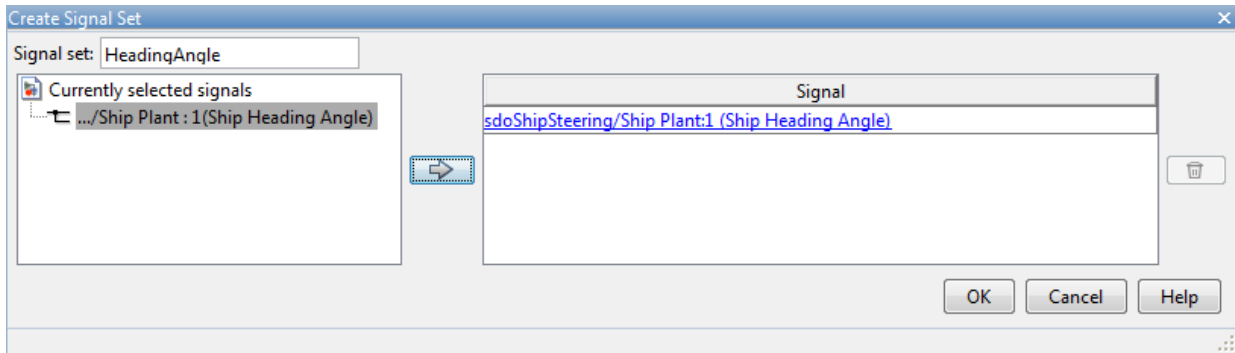 Create Signal Set
Signal set: HeadingAngle
Currently selected signals
Signal
.../Ship Plant : 1(Ship Heading Angle)
sdoShipSteering/Ship Plant:1 (Ship Heading Angle)
OK Cancel Help